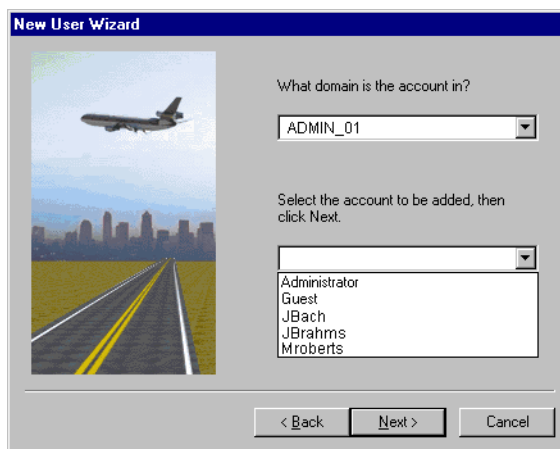 New User Wizard
What domain is the account in?
ADMIN_01
Select the account to be added, then
click Next.
Administrator
Guest
JBach
JBrahms
Mroberts
< Back
Next >
Cancel